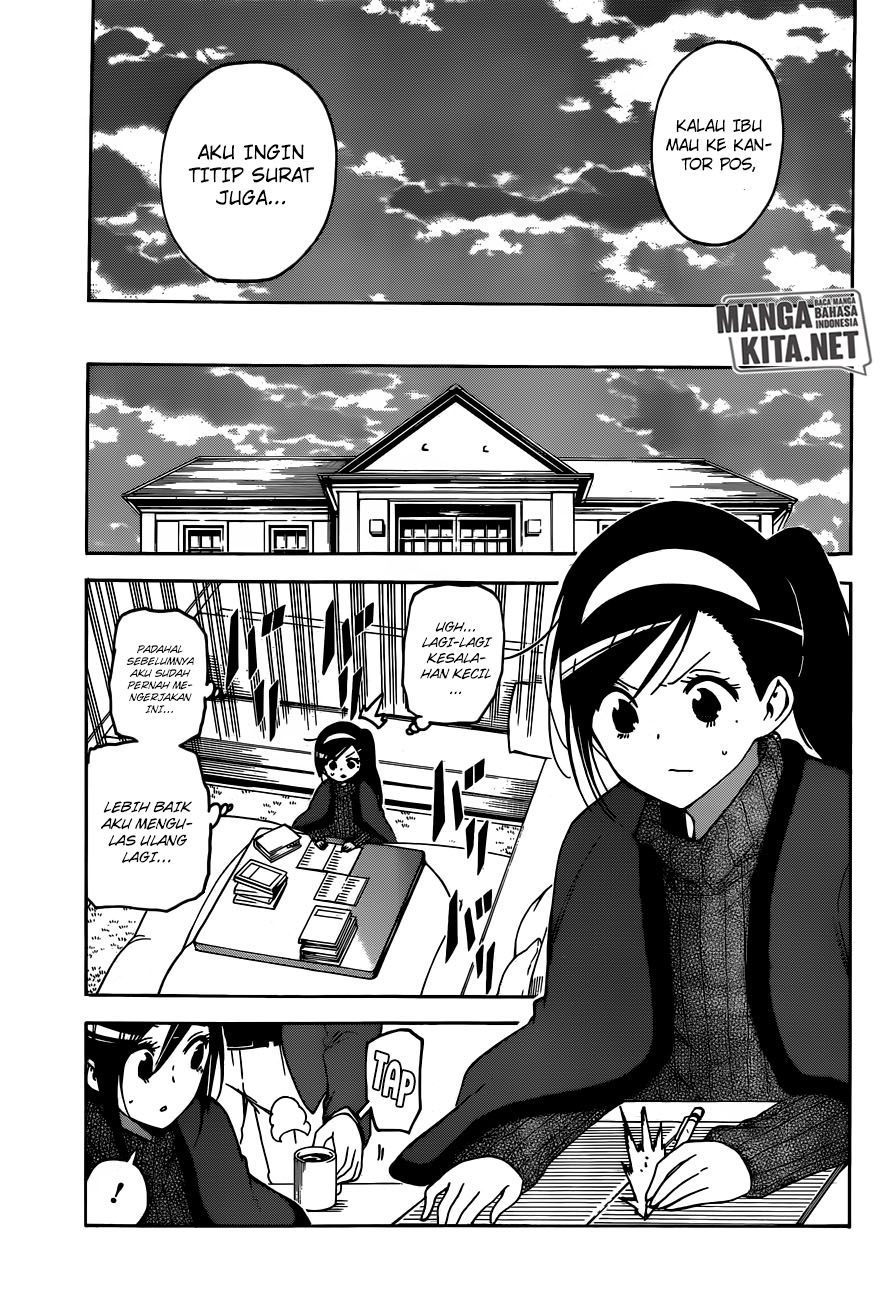 KALAU IBU
MAU KE KAN-
TOR POS,
AKU INGIN
TITIP SURAT
JUGA...
MANGA BACA MANGA
BAHASA
INDONESIA
KITA.NET
UGH...
LAGI-LAGI
KESALA-
HAN KECIL
...
PADAHAL
SEBELUMNYA
AKU SUDAH
PERNAH ME-
NGERJAKAN
INI...
LEBIH BAIK
AKU MENGU-
LAS ULANG
LAGI...
TAP
!